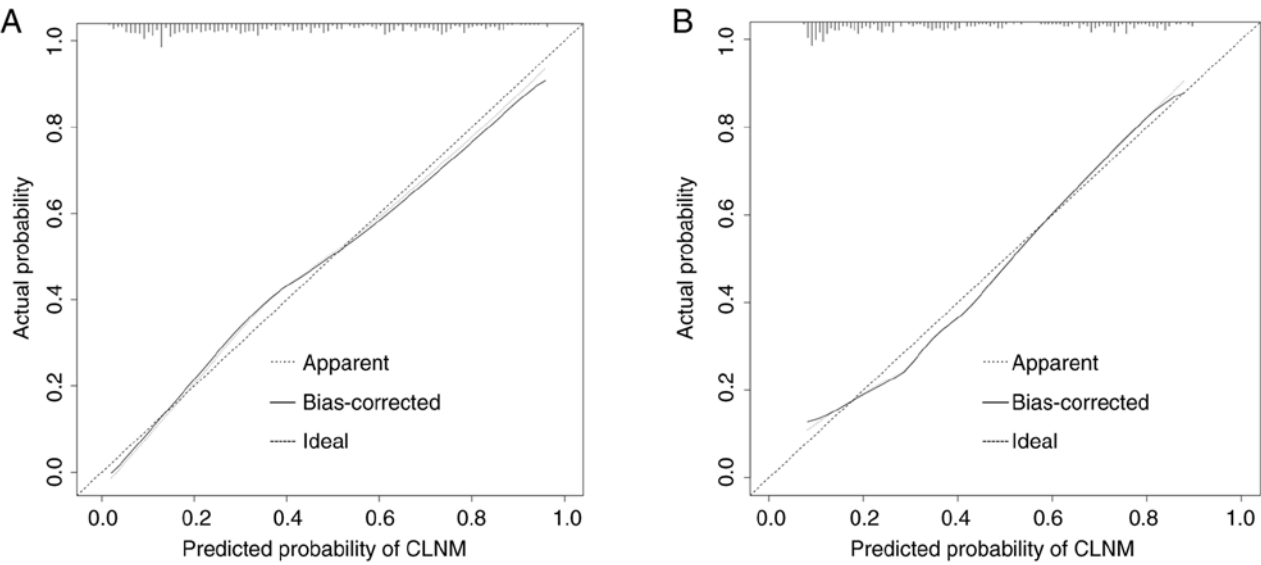 A
1.0
0.8
0.6
0.4
0.2
0.0
Actual probability
Apparent
Bias-corrected
Ideal
0.0 0.2 0.4 0.6 0.8 1.0
Predicted probability of CLNM
B
1.0
0.8
0.6
0.4
0.2
0.0
Actual probability
Apparent
Bias-corrected
Ideal
0.0 0.2 0.4 0.6 0.8 1.0
Predicted probability of CLNM